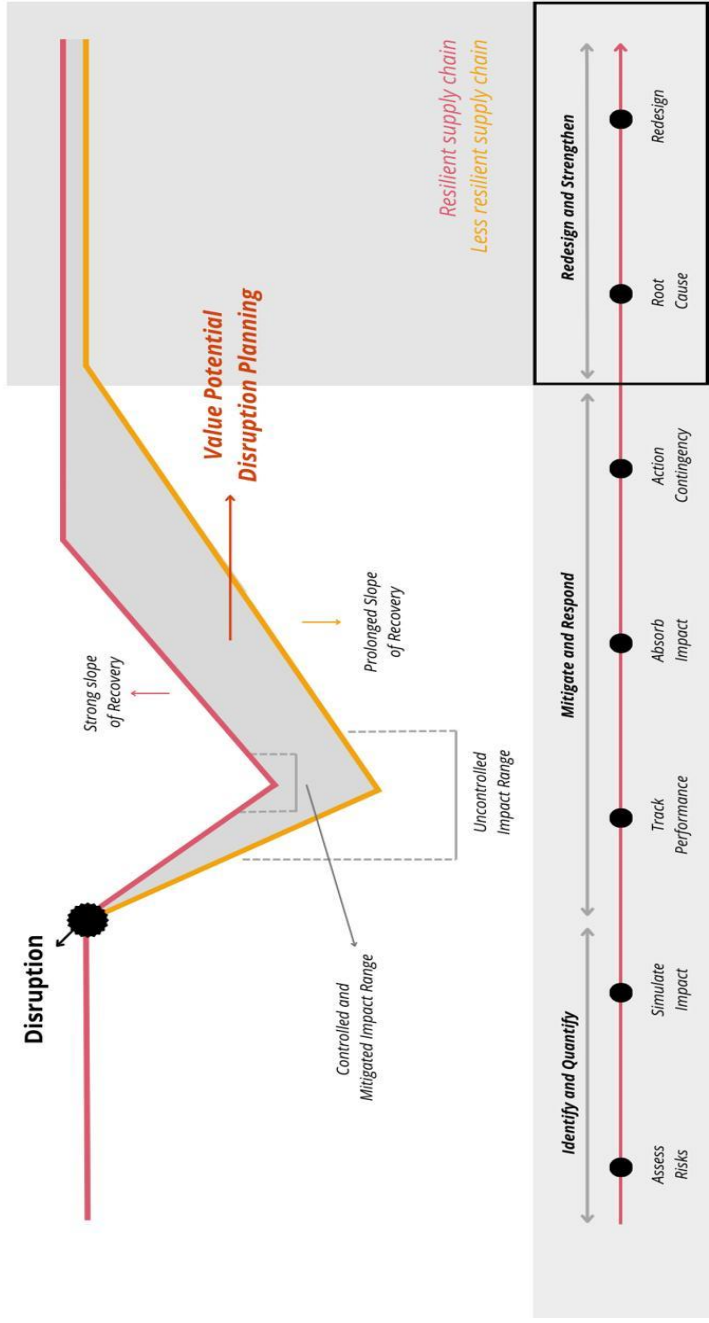 Disruption
Controlled and
Mitigated Impact Range
Strong slope
of Recovery
Uncontrolled
Impact Range
Prolonged Slope
of Recovery
Value Potential
Disruption Planning
Resilient supply chain
Less resilient supply chain
Identify and Quantify
Mitigate and Respond
Redesign and Strengthen
Assess
Risks
Simulate
Impact
Track
Performance
Absorb
Impact
Action
Contingency
Root
Cause
Redesign